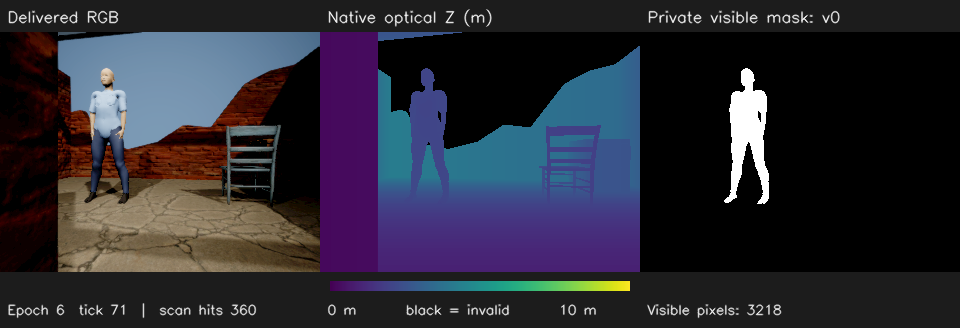 Delivered RGB
Native optical Z (m)
Private visible mask: v0
Epoch 6 tick 71 | scan hits 360
0 m
black = invalid
10 m
Visible pixels: 3218